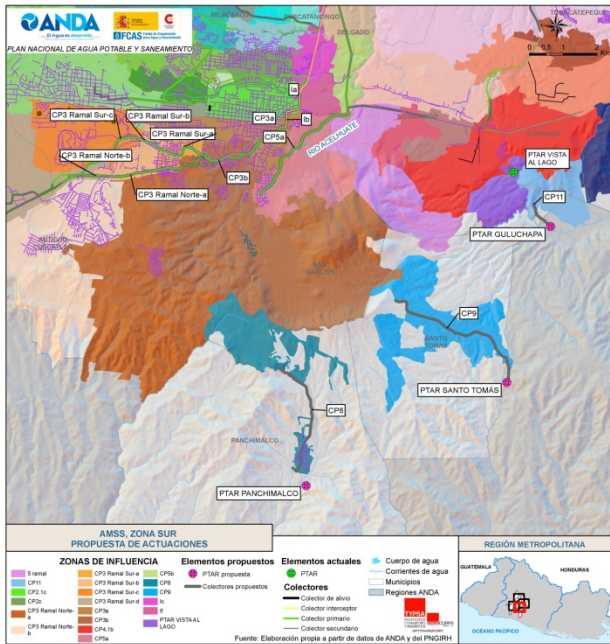 ANDA
El Agua es desarrollo
FCAS
PLAN NACIONAL DE AGUA POTABLE Y SANEAMIENTO
MEJICANOS
CUSCATANCINGO
DELGADO
TONACATEPEQUE
0 0.5 1 2
Ia
CP3 Ramal Sur-c
CP3 Ramal Sur-b
CP3a
Ib
CP3 Ramal Sur-a
CP5a
RIO ACELHUATE
CP3 Ramal Norte-b
CP3b
CP3 Ramal Norte-a
PTAR VISTA
AL LAGO
CP11
PTAR GULUCHAPA
MARCOS
CP9
SANTO
TOMAS
PTAR SANTO TOMÁS
CP8
PANCHIMALCO
PTAR PANCHIMALCO
AMSS, ZONA SUR
PROPUESTA DE ACTUACIONES
ZONAS DE INFLUENCIA
5 ramal
CP11
CP2.1c
CP2c
CP3 Ramal Norte-a
CP3 Ramal Norte-b
CP3 Ramal Sur-a
CP3 Ramal Sur-b
CP3 Ramal Sur-c
CP3 Ramal Sur-d
CP3a
CP3b
CP4.1b
CP5a
CP5b
CP8
CP9
Ic
If
PTAR VISTA AL LAGO
Elementos propuestos
PTAR propuesta
Colectores propuestos
Elementos actuales
PTAR
Colectores
Colector de alivio
Colector interceptor
Colector primario
Colector secundario
Cuerpo de agua
Corrientes de agua
Municipios
Regiones ANDA
TYPSA
Fuente: Elaboración propia a partir de datos de ANDA y del PNGIRH
REGIÓN METROPOLITANA
GUATEMALA
HONDURAS
OCÉANO PACÍFICO